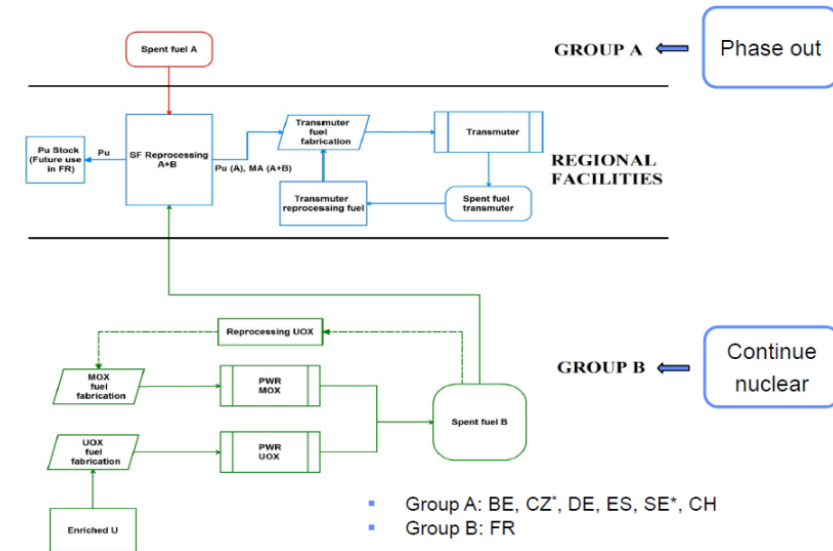 Spent fuel A
GROUP A
Phase out
Pu Stock
(Future use
in FR)
Pu
SF Reprocessing
A+B
Pu (A), MA (A+B)
Transmuter
fuel
fabrication
Transmuter
REGIONAL
FACILITIES
Transmuter
reprocessing fuel
Spent fuel
transmuter
Reprocessing UOX
MOX
fuel
fabrication
PWR
MOX
GROUP B
Continue
nuclear
Spent fuel B
UOX
fuel
fabrication
PWR
UOX
Enriched U
▪ Group A: BE, CZ*, DE, ES, SE*, CH
▪ Group B: FR